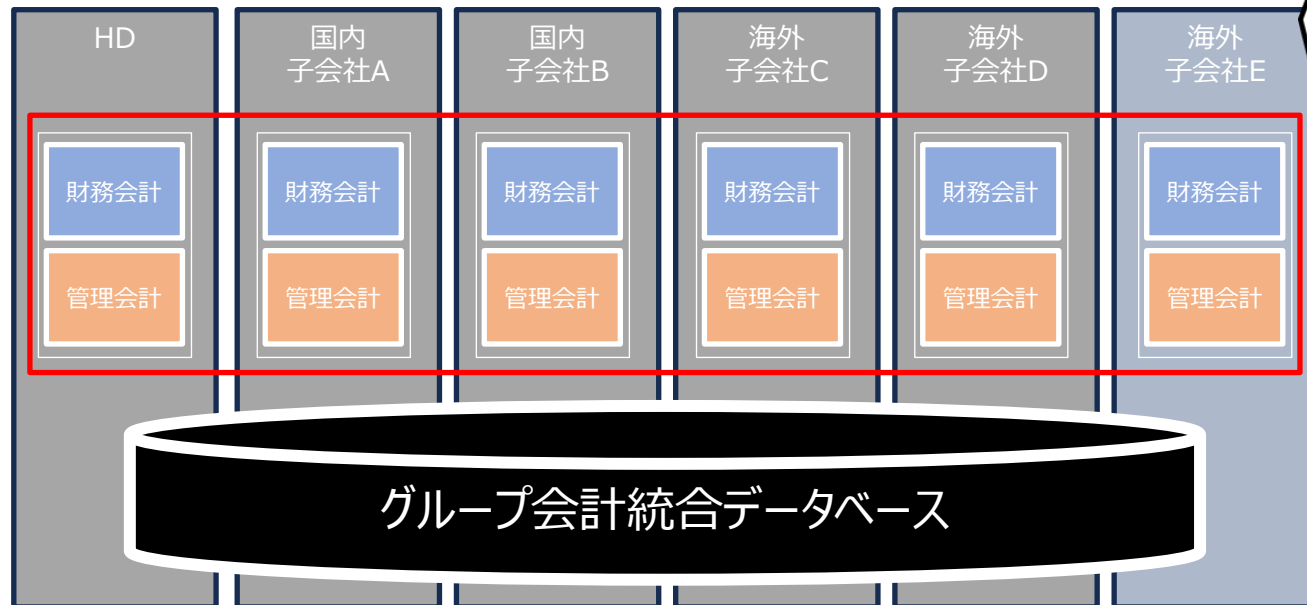 HD
国内
子会社A
国内
子会社B
海外
子会社C
海外
子会社D
海外
子会社E
財務会計
財務会計
財務会計
財務会計
財務会計
財務会計
管理会計
管理会計
管理会計
管理会計
管理会計
管理会計
グループ会計統合データベース